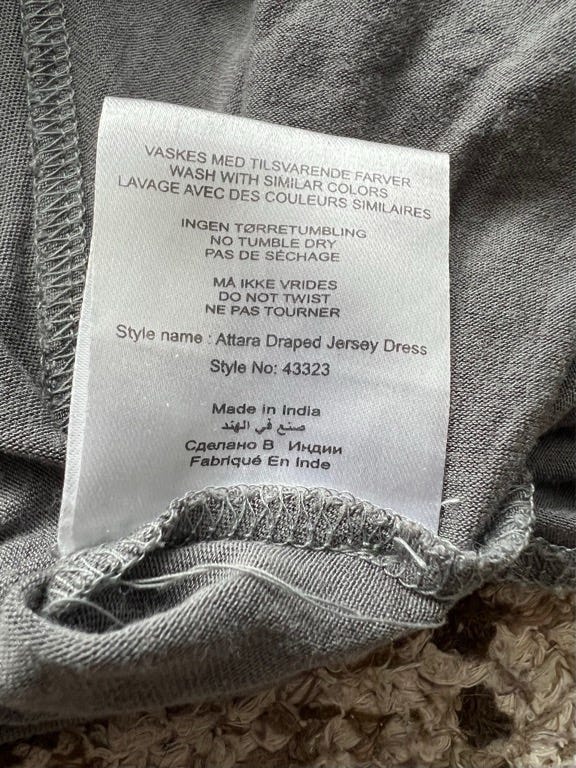 VASKES MED TILSVARENDE FARVER
WASH WITH SIMILAR COLORS
LAVAGE AVEC DES COULEURS SIMILAIRES
INGEN TØRRETUMBLING
NO TUMBLE DRY
PAS DE SÉCHAGE
MÅ IKKE VRIDES
DO NOT TWIST
NE PAS TOURNER
Style name : Attara Draped Jersey Dress
Style No: 43323
Made in India
صنع في الهند
Сделано В Индии
Fabriqué En Inde